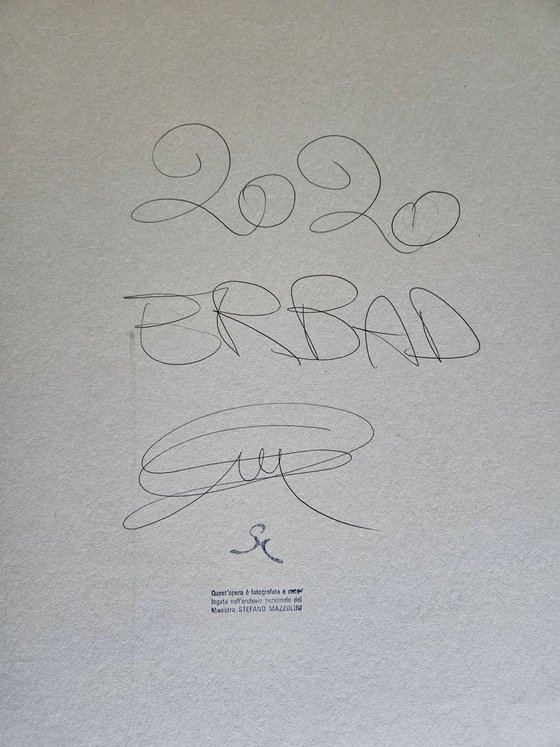 2020
BRBAD
Quest'opera è fotografata e cata-
logata nell'archivio personale del
Maestro STEFANO MAZZOLINI